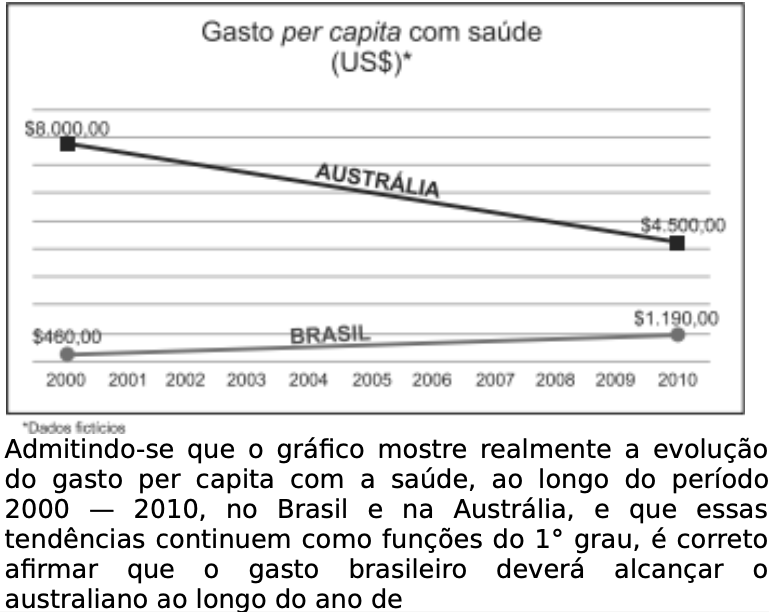 Gasto per capita com saúde
(US$)*
$8.000,00
AUSTRÁLIA
$4.500,00
$460,00
BRASIL
$1.190,00
2000 2001 2002 2003 2004 2005 2006 2007 2008 2009 2010
*Dados fictícios
Admitindo-se que o gráfico mostre realmente a evolução
do gasto per capita com a saúde, ao longo do período
2000 — 2010, no Brasil e na Austrália, e que essas
tendências continuem como funções do 1° grau, é correto
afirmar que o gasto brasileiro deverá alcançar o
australiano ao longo do ano de